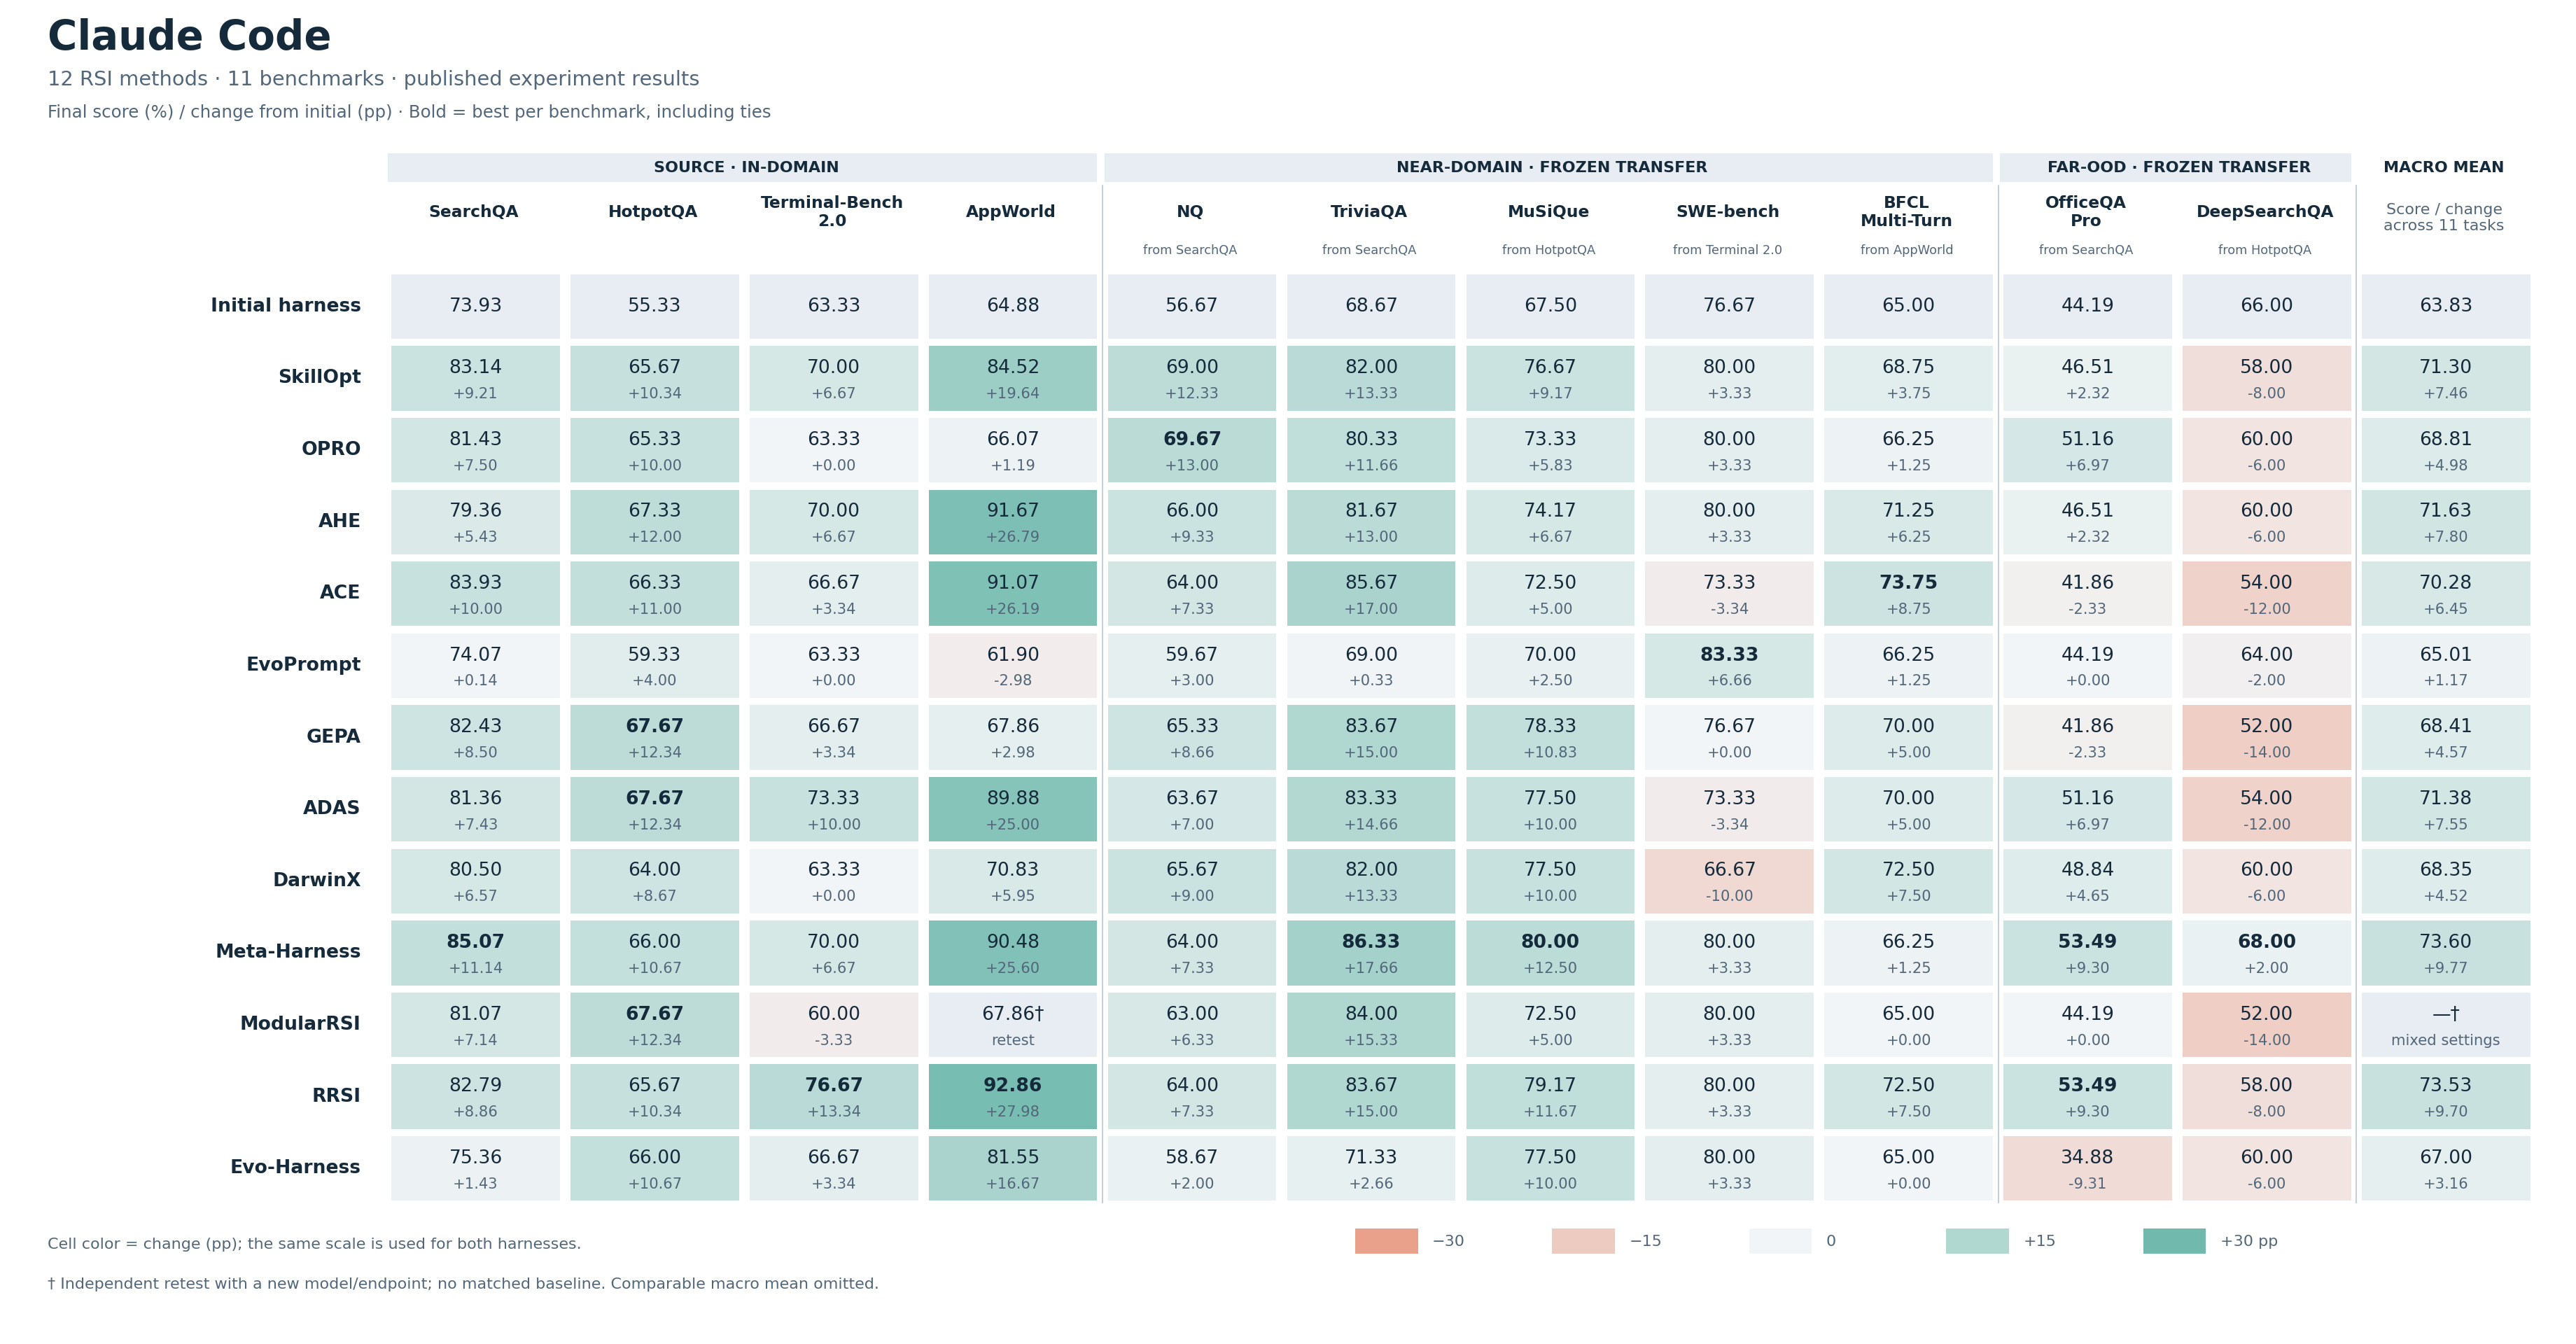 Claude Code
12 RSI methods · 11 benchmarks · published experiment results
Final score (%) / change from initial (pp) · Bold = best per benchmark, including ties
SOURCE · IN-DOMAIN NEAR-DOMAIN · FROZEN TRANSFER FAR-OOD · FROZEN TRANSFER MACRO MEAN
SearchQA HotpotQA Terminal-Bench 2.0 AppWorld NQ TriviaQA MuSiQue SWE-bench BFCL Multi-Turn OfficeQA Pro DeepSearchQA Score / change across 11 tasks
from SearchQA from SearchQA from HotpotQA from Terminal 2.0 from AppWorld from SearchQA from HotpotQA
Initial harness 73.93 55.33 63.33 64.88 56.67 68.67 67.50 76.67 65.00 44.19 66.00 63.83
SkillOpt 83.14 65.67 70.00 84.52 69.00 82.00 76.67 80.00 68.75 46.51 58.00 71.30
+9.21 +10.34 +6.67 +19.64 +12.33 +13.33 +9.17 +3.33 +3.75 +2.32 -8.00 +7.46
OPRO 81.43 65.33 63.33 66.07 69.67 80.33 73.33 80.00 66.25 51.16 60.00 68.81
+7.50 +10.00 +0.00 +1.19 +13.00 +11.66 +5.83 +3.33 +1.25 +6.97 -6.00 +4.98
AHE 79.36 67.33 70.00 91.67 66.00 81.67 74.17 80.00 71.25 46.51 60.00 71.63
+5.43 +12.00 +6.67 +26.79 +9.33 +13.00 +6.67 +3.33 +6.25 +2.32 -6.00 +7.80
ACE 83.93 66.33 66.67 91.07 64.00 85.67 72.50 73.33 73.75 41.86 54.00 70.28
+10.00 +11.00 +3.34 +26.19 +7.33 +17.00 +5.00 -3.34 +8.75 -2.33 -12.00 +6.45
EvoPrompt 74.07 59.33 63.33 61.90 59.67 69.00 70.00 83.33 66.25 44.19 64.00 65.01
+0.14 +4.00 +0.00 -2.98 +3.00 +0.33 +2.50 +6.66 +1.25 +0.00 -2.00 +1.17
GEPA 82.43 67.67 66.67 67.86 65.33 83.67 78.33 76.67 70.00 41.86 52.00 68.41
+8.50 +12.34 +3.34 +2.98 +8.66 +15.00 +10.83 +0.00 +5.00 -2.33 -14.00 +4.57
ADAS 81.36 67.67 73.33 89.88 63.67 83.33 77.50 73.33 70.00 51.16 54.00 71.38
+7.43 +12.34 +10.00 +25.00 +7.00 +14.66 +10.00 -3.34 +5.00 +6.97 -12.00 +7.55
DarwinX 80.50 64.00 63.33 70.83 65.67 82.00 77.50 66.67 72.50 48.84 60.00 68.35
+6.57 +8.67 +0.00 +5.95 +9.00 +13.33 +10.00 -10.00 +7.50 +4.65 -6.00 +4.52
Meta-Harness 85.07 66.00 70.00 90.48 64.00 86.33 80.00 80.00 66.25 53.49 68.00 73.60
+11.14 +10.67 +6.67 +25.60 +7.33 +17.66 +12.50 +3.33 +1.25 +9.30 +2.00 +9.77
ModularRSI 81.07 67.67 60.00 67.86† 63.00 84.00 72.50 80.00 65.00 44.19 52.00 —†
+7.14 +12.34 -3.33 retest +6.33 +15.33 +5.00 +3.33 +0.00 +0.00 -14.00 mixed settings
RRSI 82.79 65.67 76.67 92.86 64.00 83.67 79.17 80.00 72.50 53.49 58.00 73.53
+8.86 +10.34 +13.34 +27.98 +7.33 +15.00 +11.67 +3.33 +7.50 +9.30 -8.00 +9.70
Evo-Harness 75.36 66.00 66.67 81.55 58.67 71.33 77.50 80.00 65.00 34.88 60.00 67.00
+1.43 +10.67 +3.34 +16.67 +2.00 +2.66 +10.00 +3.33 +0.00 -9.31 -6.00 +3.16
Cell color = change (pp); the same scale is used for both harnesses. −30 −15 0 +15 +30 pp
† Independent retest with a new model/endpoint; no matched baseline. Comparable macro mean omitted.